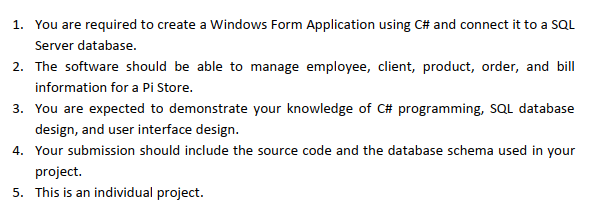 1. You are required to create a Windows Form Application using C# and connect it to a SQL
Server database.
2. The software should be able to manage employee, client, product, order, and bill
information for a Pi Store.
3. You are expected to demonstrate your knowledge of C# programming, SQL database
design, and user interface design.
4. Your submission should include the source code and the database schema used in your
project.
5. This is an individual project.